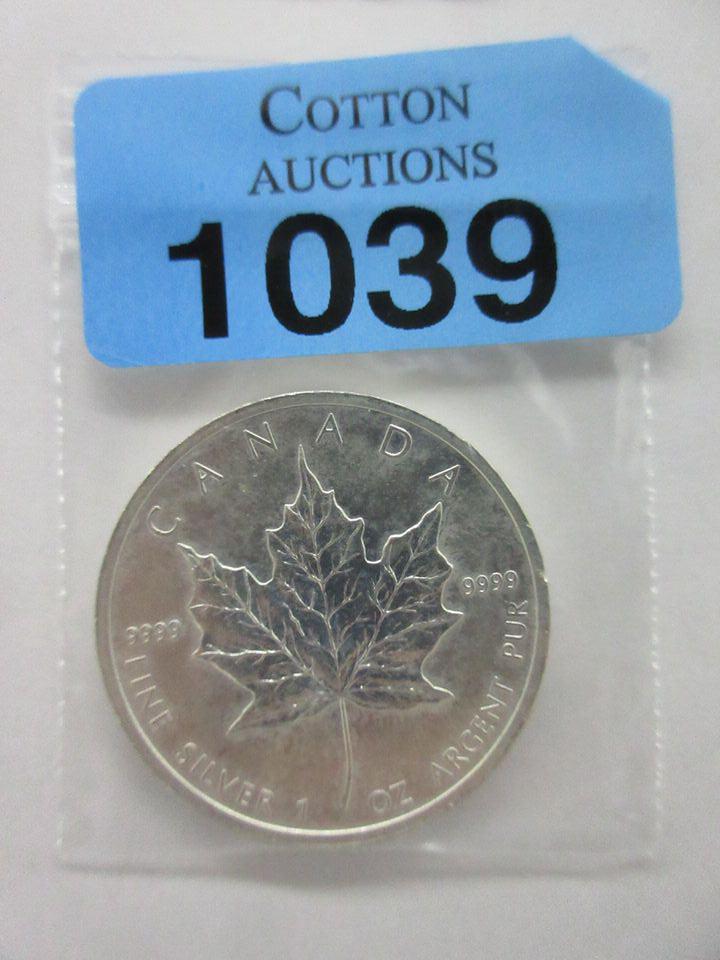 COTTON
AUCTIONS
1039
CANADA
9999
9999
FINE SILVER 1 OZ ARGENT PUR